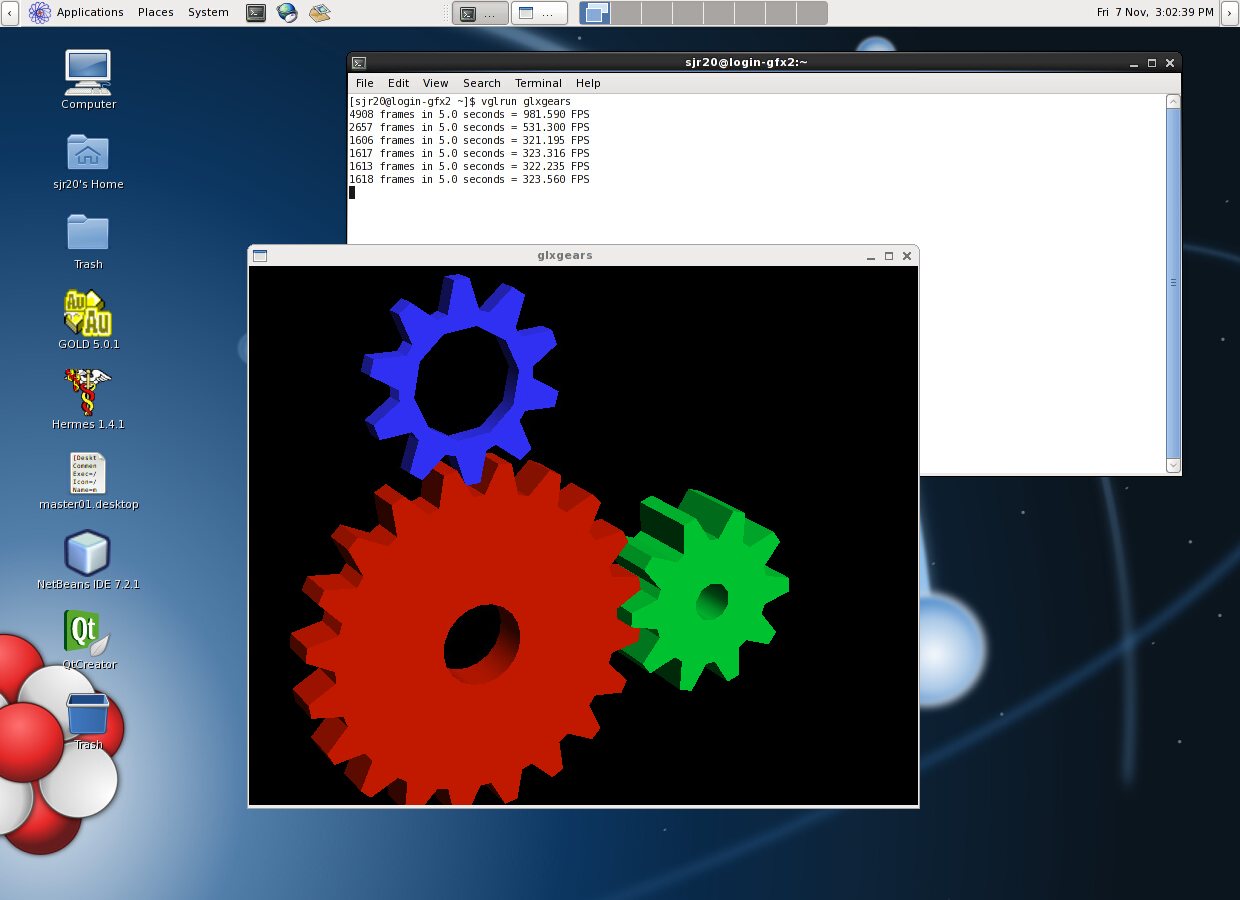 Applications Places System
... ...
Fri 7 Nov, 3:02:39 PM
Computer
sjr20's Home
Trash
Au
Au
GOLD 5.0.1
Hermes 1.4.1
[Deskt
Commen
Exec=/
Icon=/
Name=m
master01.desktop
NetBeans IDE 7.2.1
Qt
QtCreator
Trash
sjr20@login-gfx2:~
File Edit View Search Terminal Help
[sjr20@login-gfx2 ~]$ vglrun glxgears
4908 frames in 5.0 seconds = 981.590 FPS
2657 frames in 5.0 seconds = 531.300 FPS
1606 frames in 5.0 seconds = 321.195 FPS
1617 frames in 5.0 seconds = 323.316 FPS
1613 frames in 5.0 seconds = 322.235 FPS
1618 frames in 5.0 seconds = 323.560 FPS
glxgears